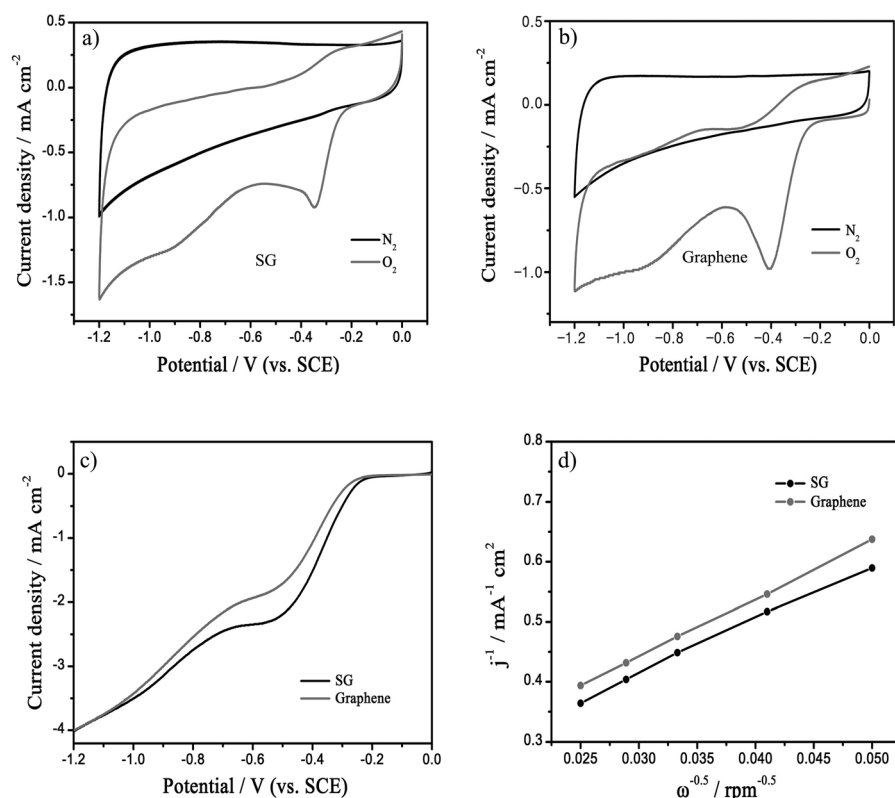 a)
Current density / mA cm⁻²
0.5
0.0
-0.5
-1.0
-1.5
N₂
O₂
SG
-1.2 -1.0 -0.8 -0.6 -0.4 -0.2 0.0
Potential / V (vs. SCE)
b)
Current density / mA cm⁻²
0.5
0.0
-0.5
-1.0
N₂
O₂
Graphene
-1.2 -1.0 -0.8 -0.6 -0.4 -0.2 0.0
Potential / V (vs. SCE)
c)
Current density / mA cm⁻²
0
-1
-2
-3
-4
SG
Graphene
-1.2 -1.0 -0.8 -0.6 -0.4 -0.2 0.0
Potential / V (vs. SCE)
d)
j⁻¹ / mA⁻¹ cm²
0.8
0.7
0.6
0.5
0.4
0.3
SG
Graphene
0.025 0.030 0.035 0.040 0.045 0.050
ω⁻⁰·⁵ / rpm⁻⁰·⁵